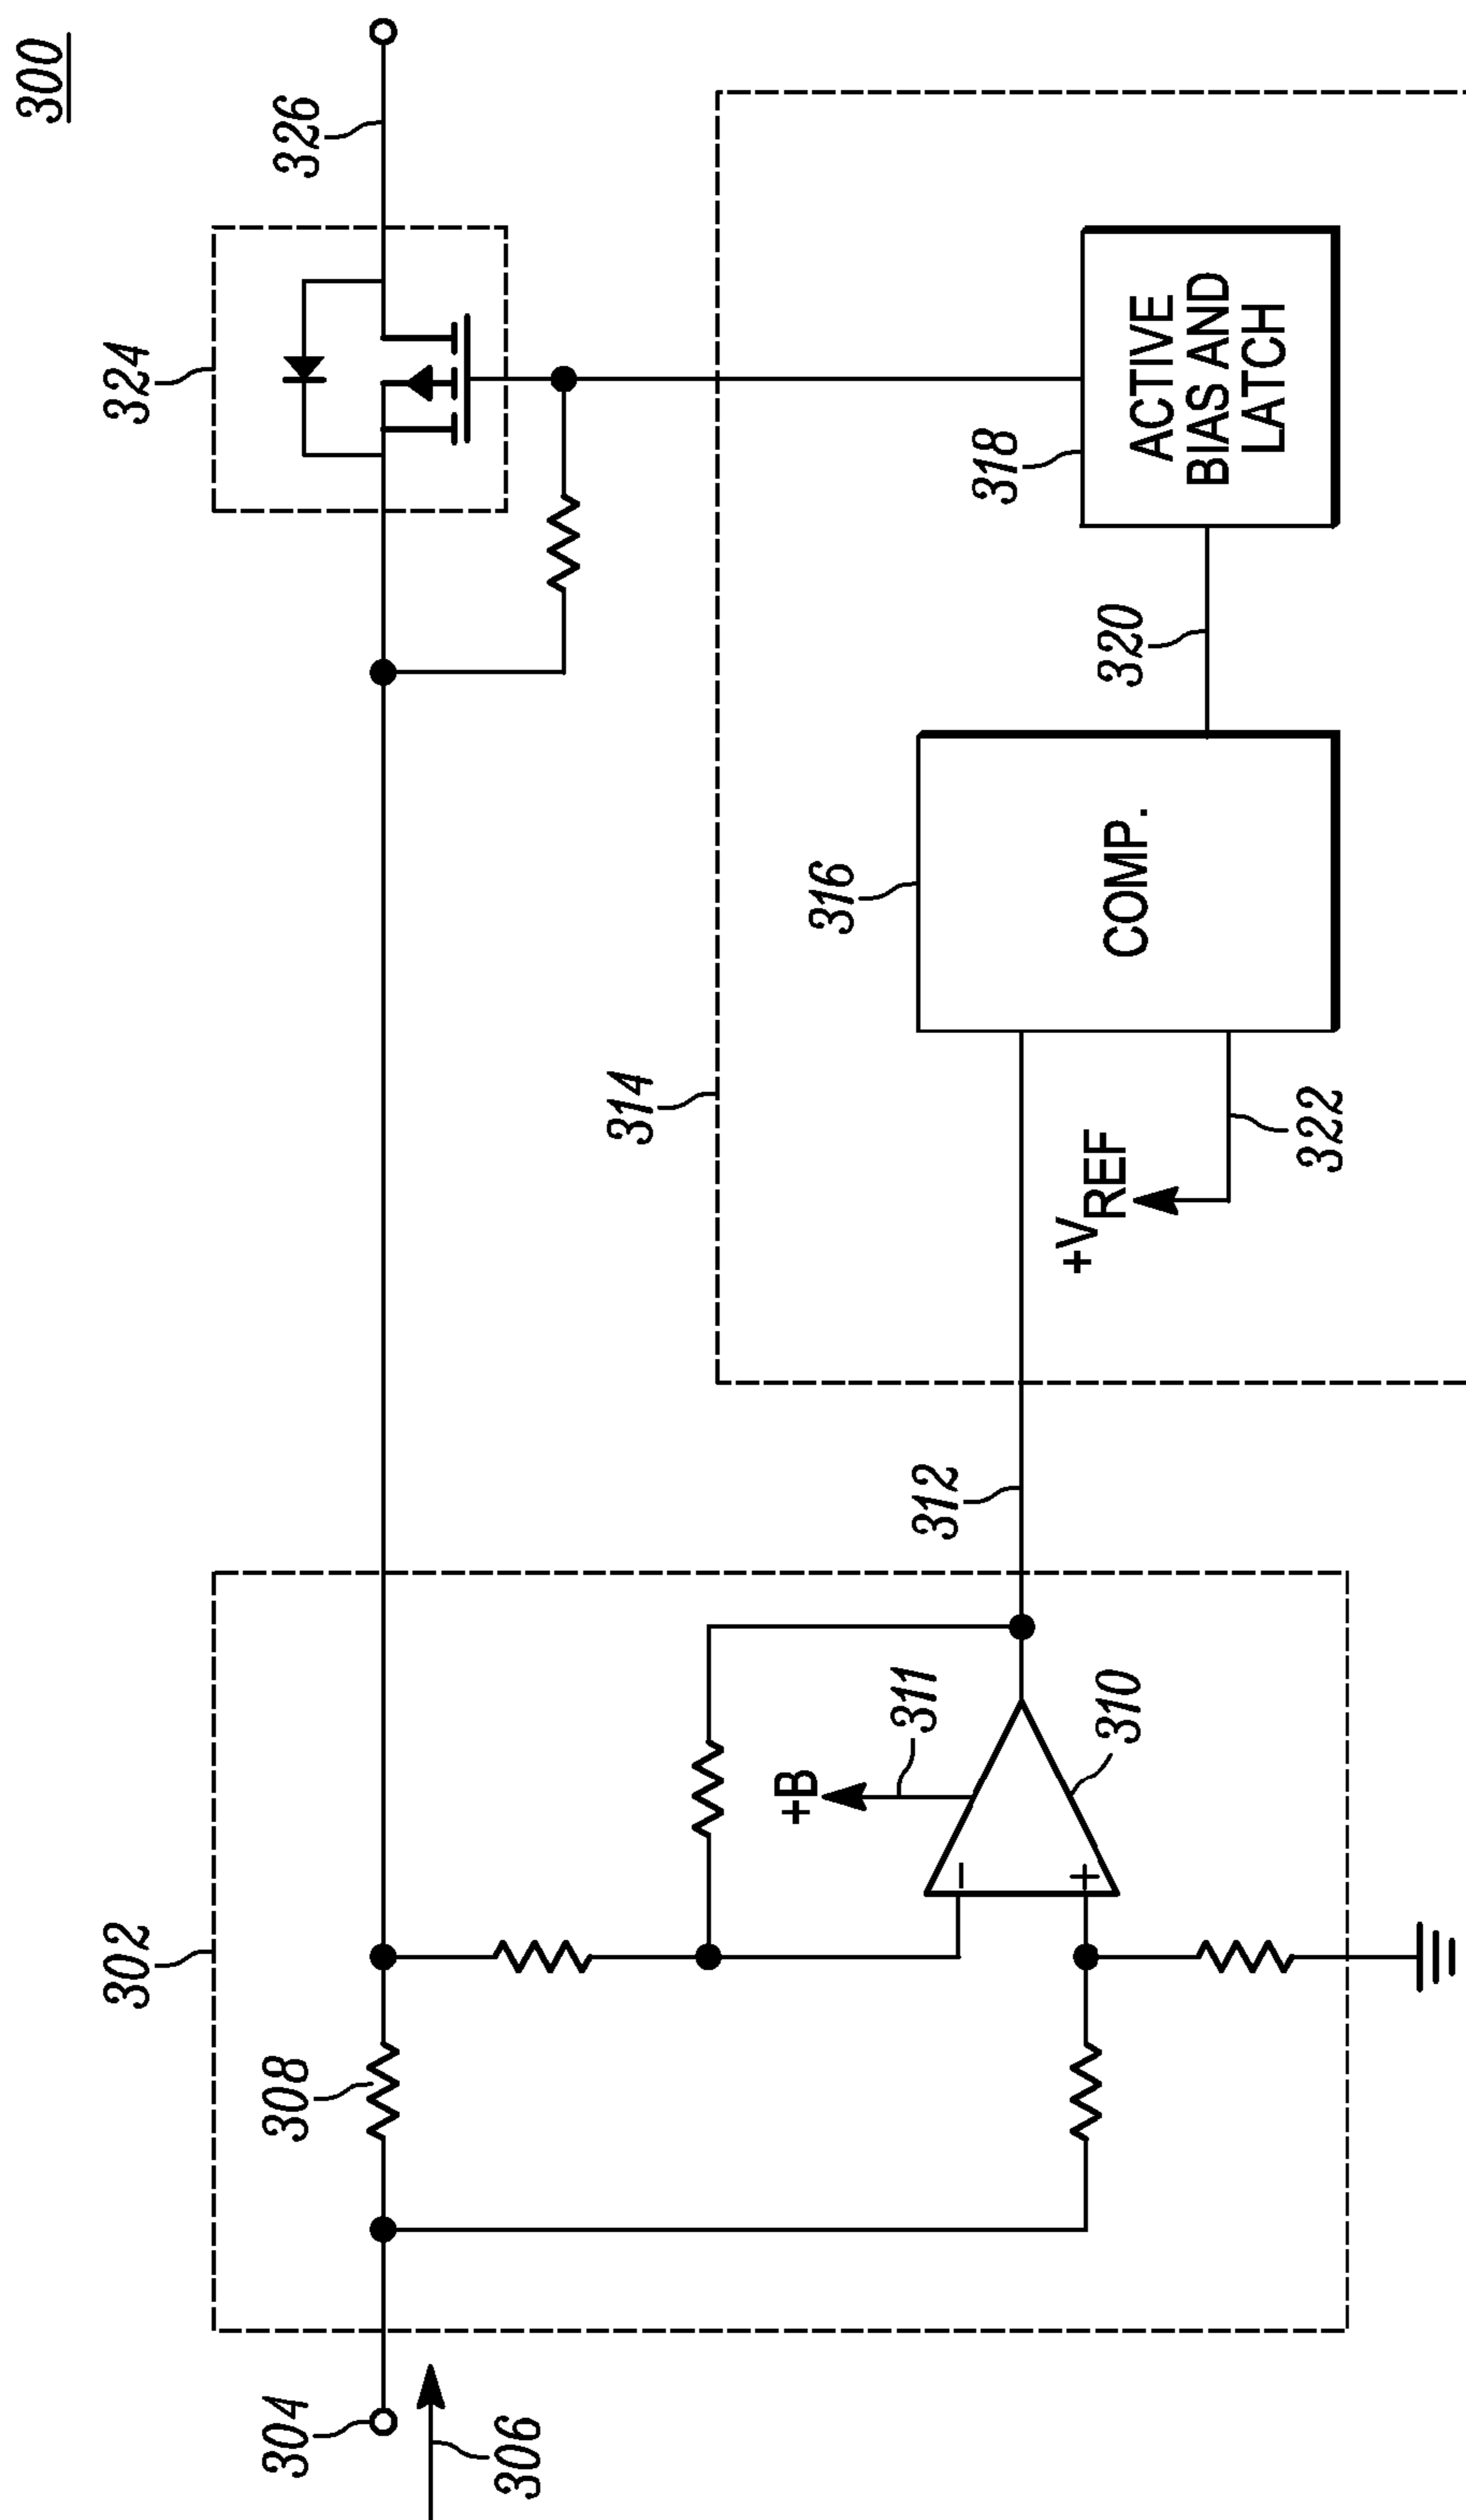 300
324
326
302
308
304
306
314
318
ACTIVE
BIAS AND
LATCH
316
COMP.
320
312
+VREF
322
+B
311
−
+
310